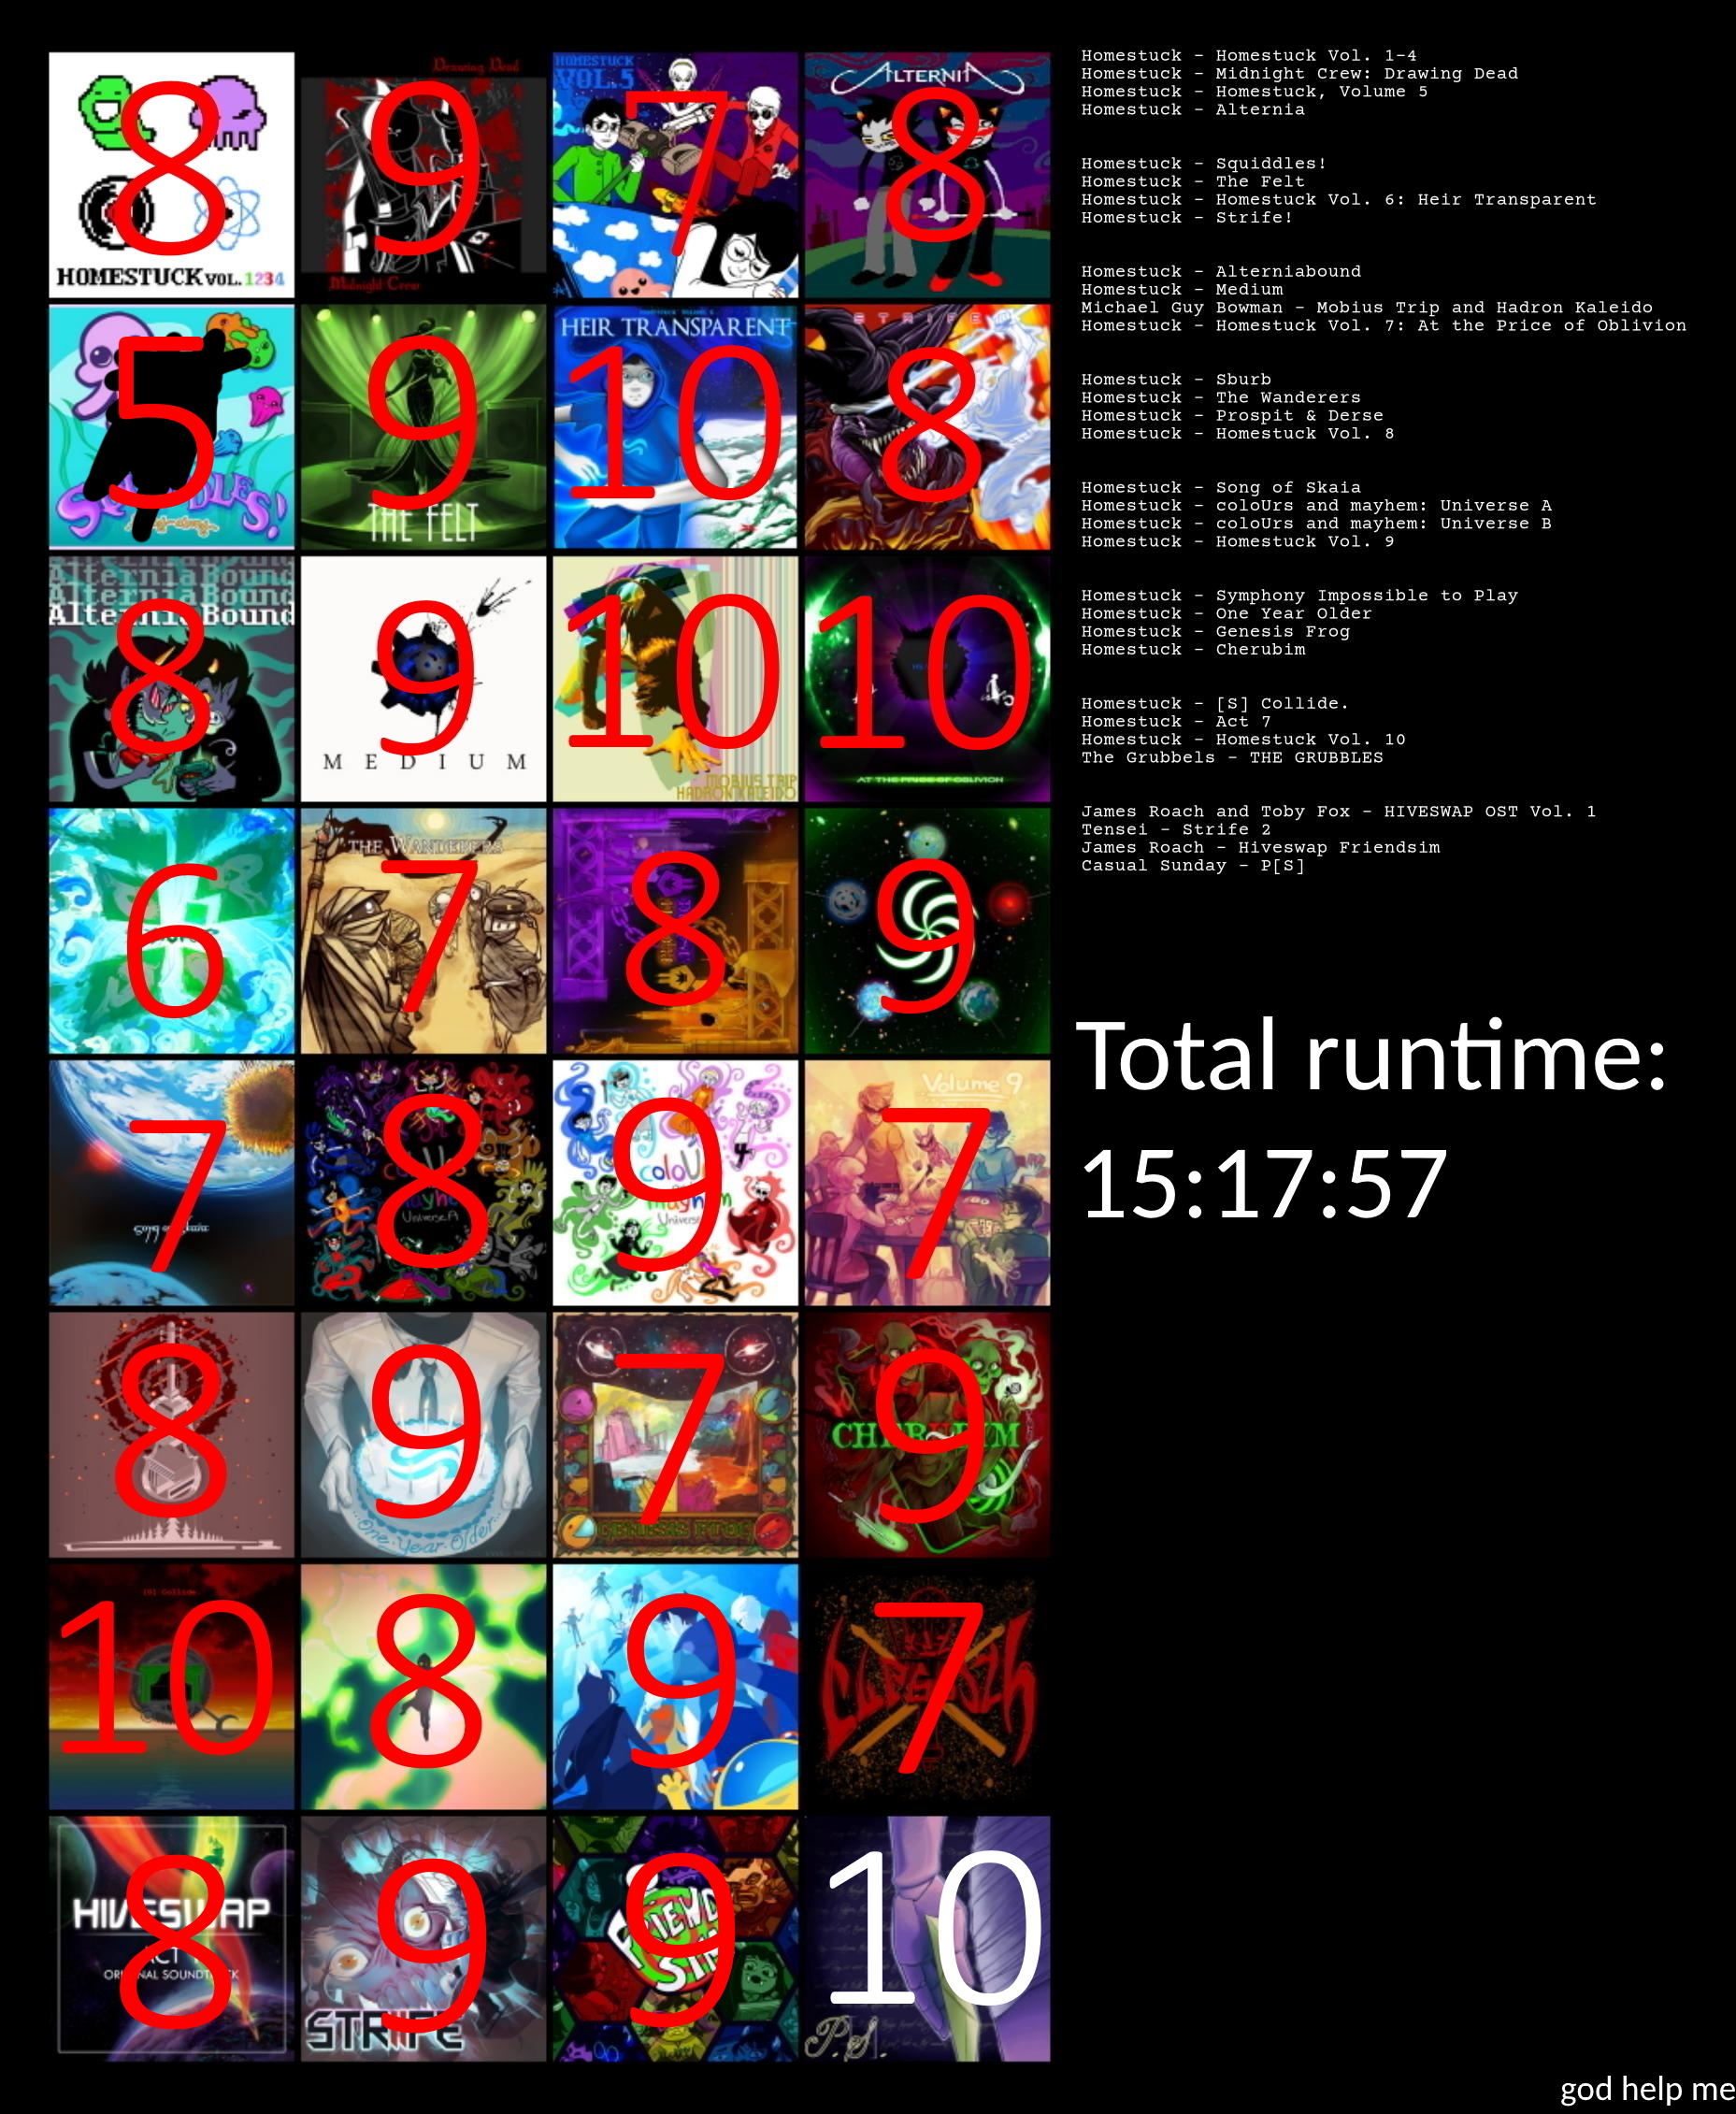 Drawing Dead
HOMESTUCK
VOL.5
ALTERNIA
8
9
7
8
HOMESTUCK VOL. 1234
Midnight Crew
HEIR TRANSPARENT
STRIFE
5
9
10
8
SQUIDDLES!
THE FELT
AlterniaBound
AlterniaBound
AlterniaBound
8
9
10
10
MEDIUM
MOBIUS TRIP
HADRON KALEIDO
AT THE PRICE OF OBLIVION
THE WANDERERS
6
7
8
9
Volume 9
7
8
9
7
coloUrs
mayhem
Universe A
coloUrs
mayhem
Universe
Song of Skaia
8
9
7
9
CHERUBIM
One Year Older
GENESIS FROG
[S] Collide
10
8
9
7
HIVESWAP
ACT 1
ORIGINAL SOUNDTRACK
8
9
9
10
FRIEND
SIM
STRIFE
P.S.
Homestuck - Homestuck Vol. 1-4
Homestuck - Midnight Crew: Drawing Dead
Homestuck - Homestuck, Volume 5
Homestuck - Alternia
Homestuck - Squiddles!
Homestuck - The Felt
Homestuck - Homestuck Vol. 6: Heir Transparent
Homestuck - Strife!
Homestuck - Alterniabound
Homestuck - Medium
Michael Guy Bowman - Mobius Trip and Hadron Kaleido
Homestuck - Homestuck Vol. 7: At the Price of Oblivion
Homestuck - Sburb
Homestuck - The Wanderers
Homestuck - Prospit & Derse
Homestuck - Homestuck Vol. 8
Homestuck - Song of Skaia
Homestuck - coloUrs and mayhem: Universe A
Homestuck - coloUrs and mayhem: Universe B
Homestuck - Homestuck Vol. 9
Homestuck - Symphony Impossible to Play
Homestuck - One Year Older
Homestuck - Genesis Frog
Homestuck - Cherubim
Homestuck - [S] Collide.
Homestuck - Act 7
Homestuck - Homestuck Vol. 10
The Grubbels - THE GRUBBLES
James Roach and Toby Fox - HIVESWAP OST Vol. 1
Tensei - Strife 2
James Roach - Hiveswap Friendsim
Casual Sunday - P[S]
Total runtime:
15:17:57
god help me